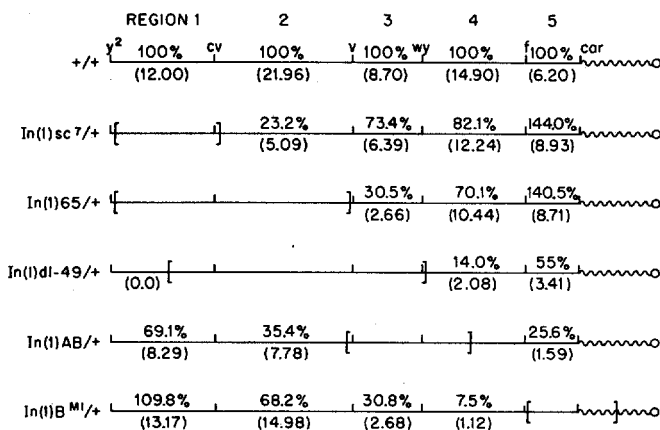 REGION 1 2 3 4 5
y² 100% cv 100% v 100% wy 100% f 100% car
+/+ (12.00) (21.96) (8.70) (14.90) (6.20)
23.2% 73.4% 82.1% 144.0%
In(1)sc⁷/+ (5.09) (6.39) (12.24) (8.93)
30.5% 70.1% 140.5%
In(1)65/+ (2.66) (10.44) (8.71)
14.0% 55%
In(1)dl-49/+ (0.0) (2.08) (3.41)
69.1% 35.4% 25.6%
In(1)AB/+ (8.29) (7.78) (1.59)
109.8% 68.2% 30.8% 7.5%
In(1)B^MI/+ (13.17) (14.98) (2.68) (1.12)